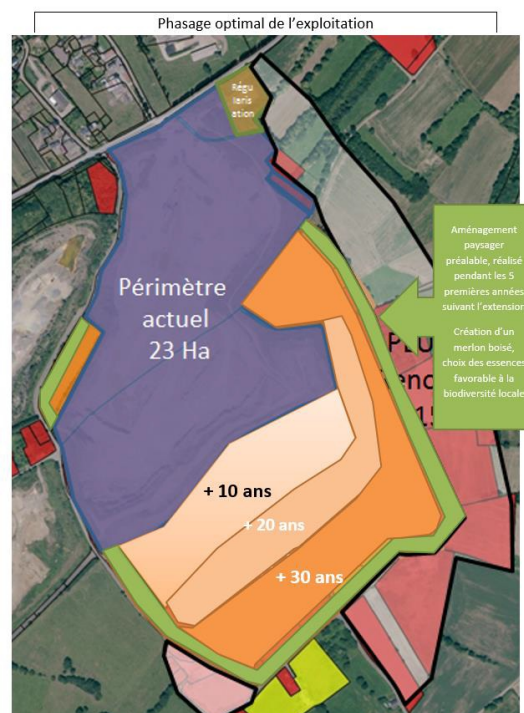 Phasage optimal de l’exploitation
Régu
laris
ation
Périmètre
actuel
23 Ha
Aménagement
paysager
préalable, réalisé
pendant les 5
premières années
suivant l'extension
Création d'un
merlon boisé,
choix des essences
favorable à la
biodiversité locale
+ 10 ans
+ 20 ans
+ 30 ans